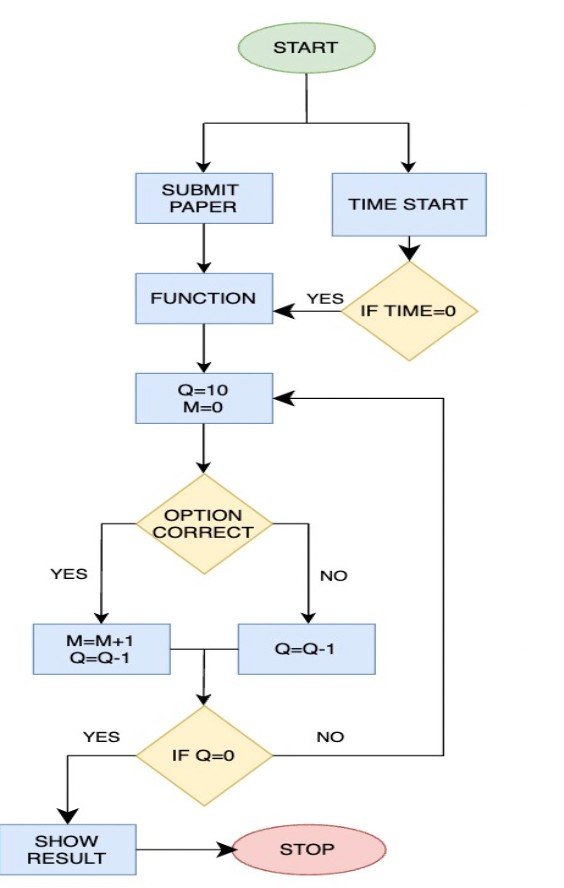 START
SUBMIT
PAPER
TIME START
FUNCTION
YES
IF TIME=0
Q=10
M=0
OPTION
CORRECT
YES
NO
M=M+1
Q=Q-1
Q=Q-1
YES
IF Q=0
NO
SHOW
RESULT
STOP